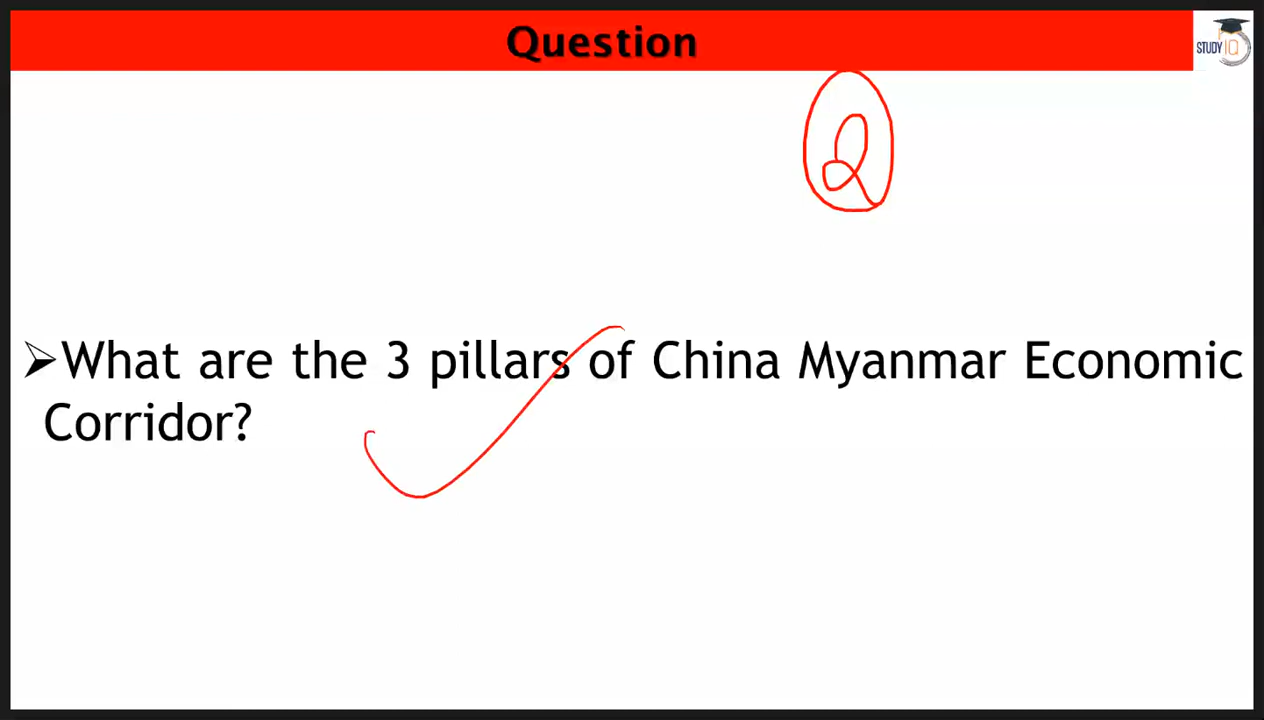 Question
STUDY IQ
Q
➢What are the 3 pillars of China Myanmar Economic
Corridor?